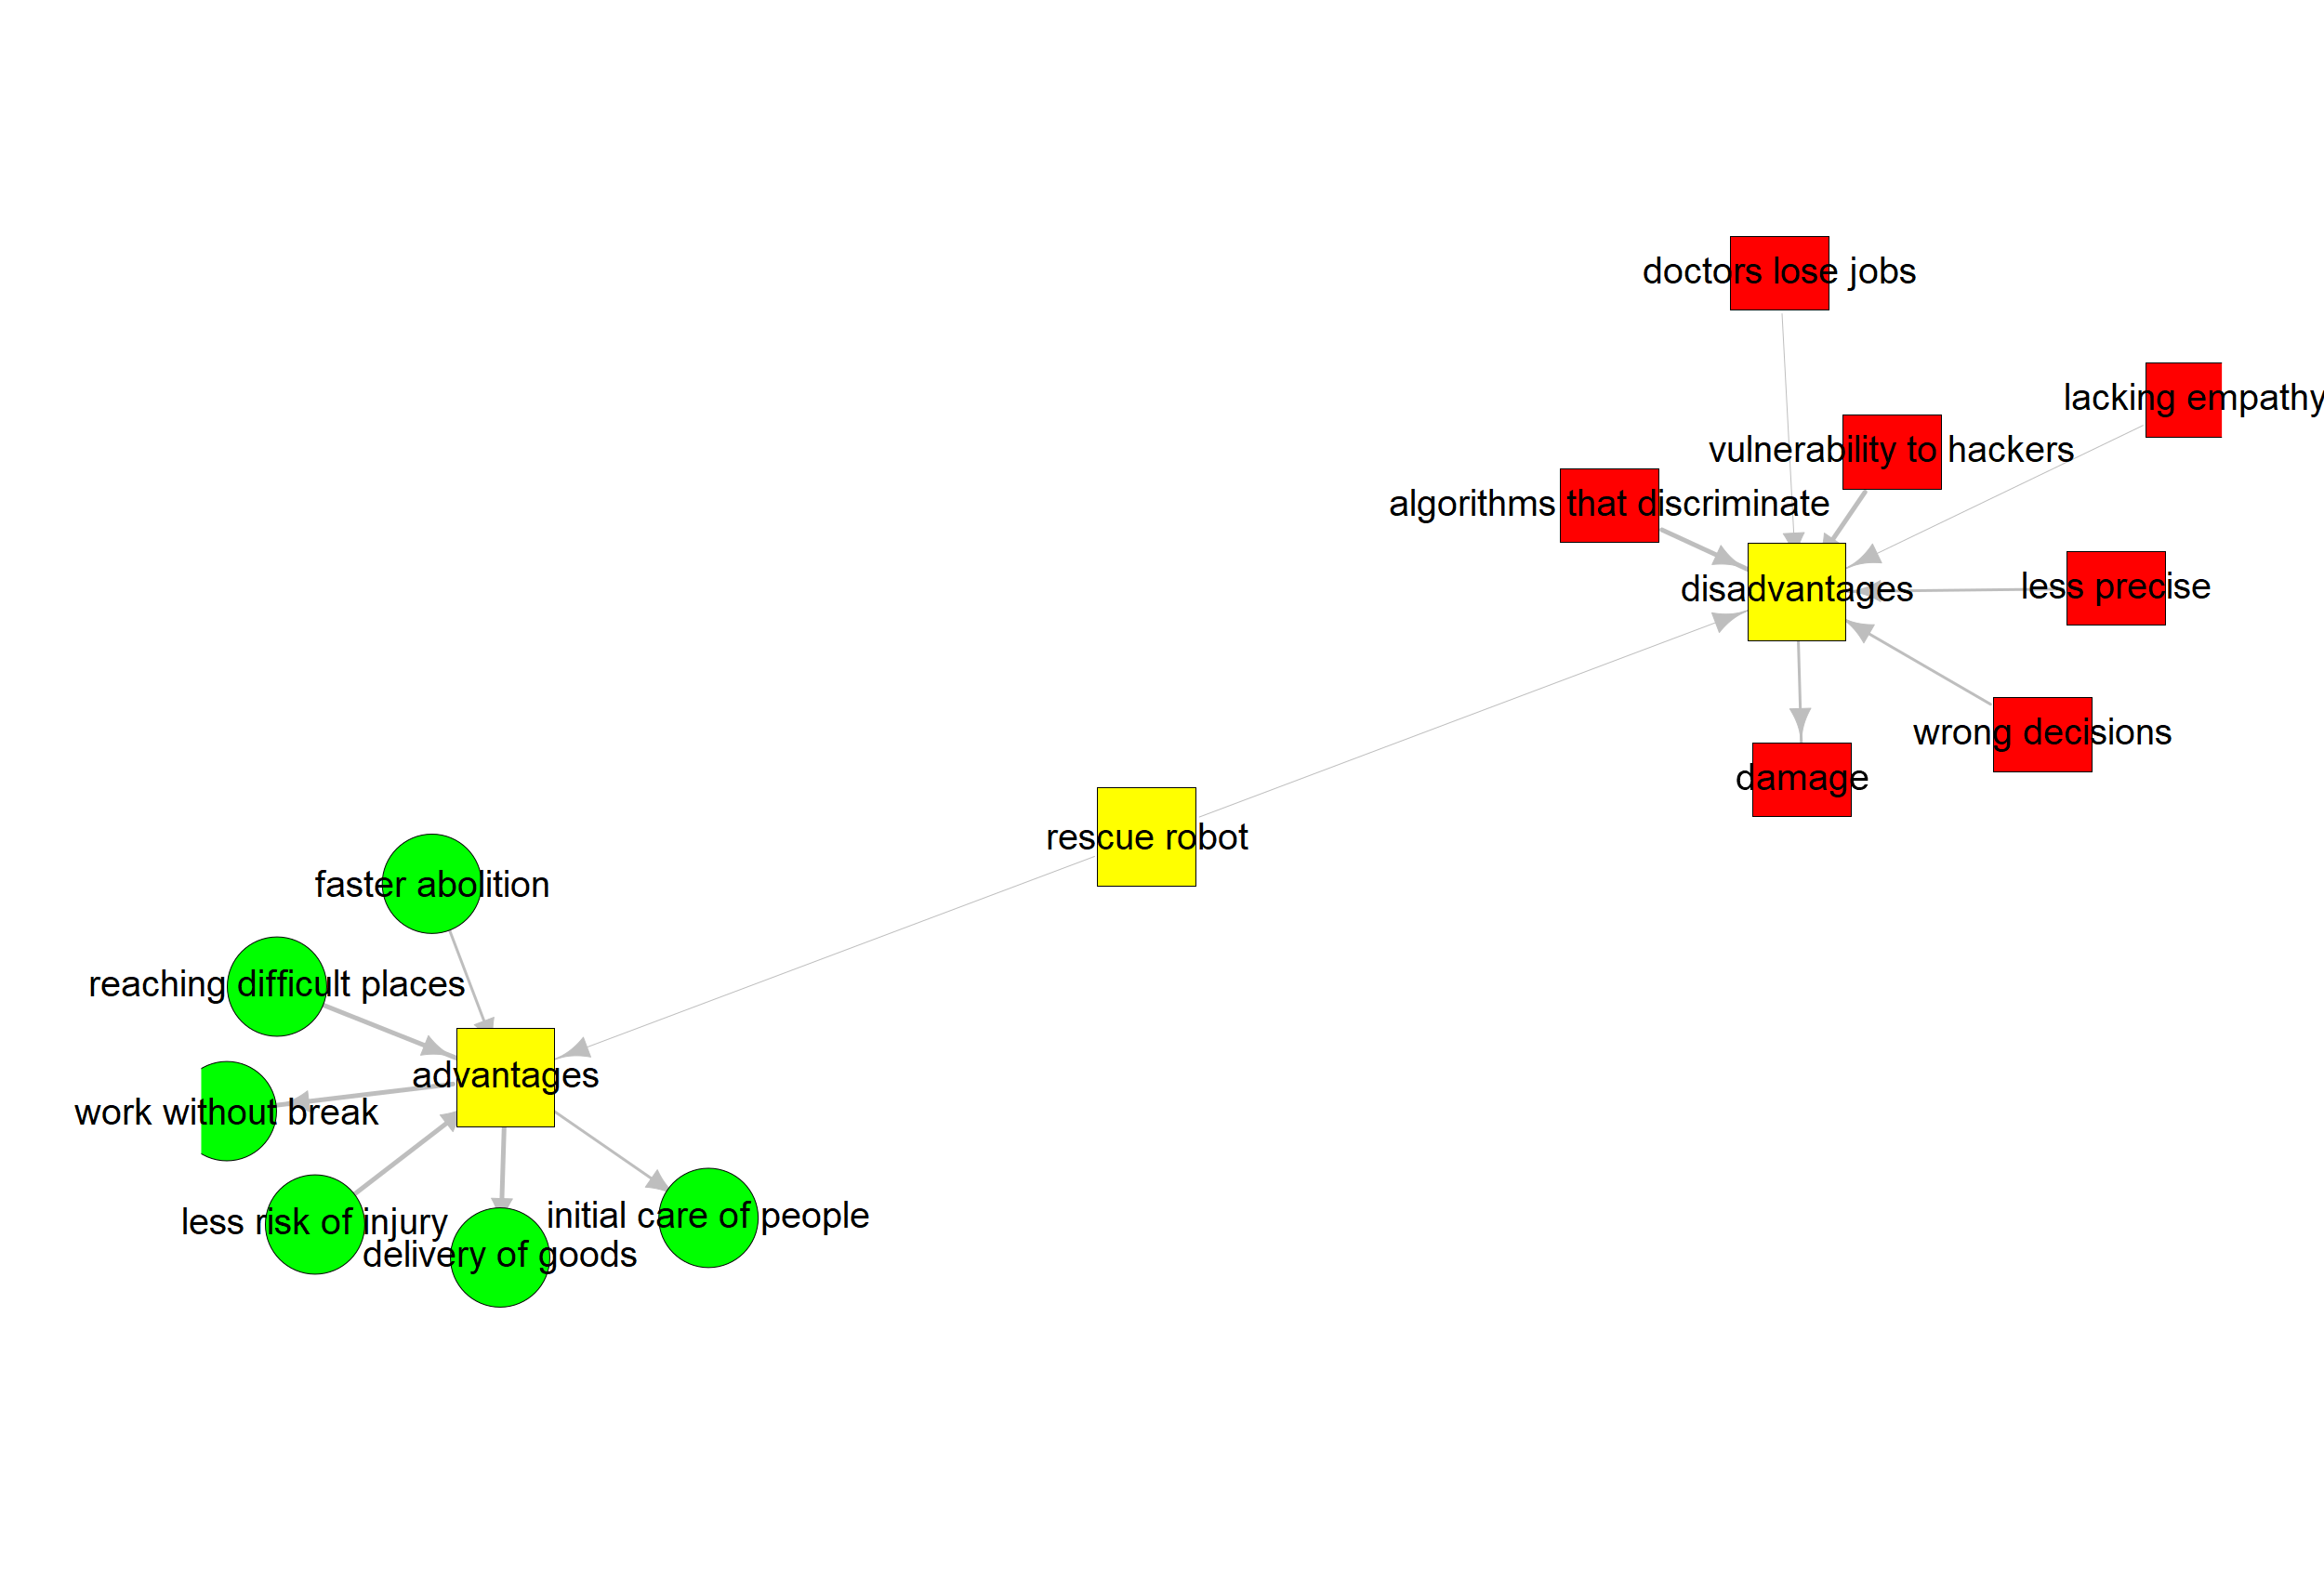 doctors lose jobs
lacking empathy
vulnerability to hackers
algorithms that discriminate
less precise
disadvantages
wrong decisions
damage
rescue robot
faster abolition
reaching difficult places
advantages
work without break
less risk of injury
initial care of people
delivery of goods